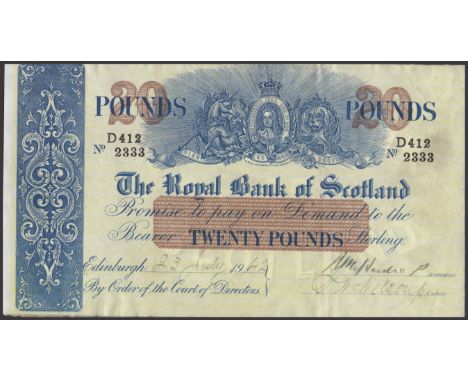 20 20
POUNDS POUNDS
D412 D412
Nº 2333 Nº 2333
The Royal Bank of Scotland
Promise to pay on Demand to the
Bearer TWENTY POUNDS Sterling.
Edinburgh 23 July 1942
By Order of the Court of Directors.
Accountant.
Cashier.